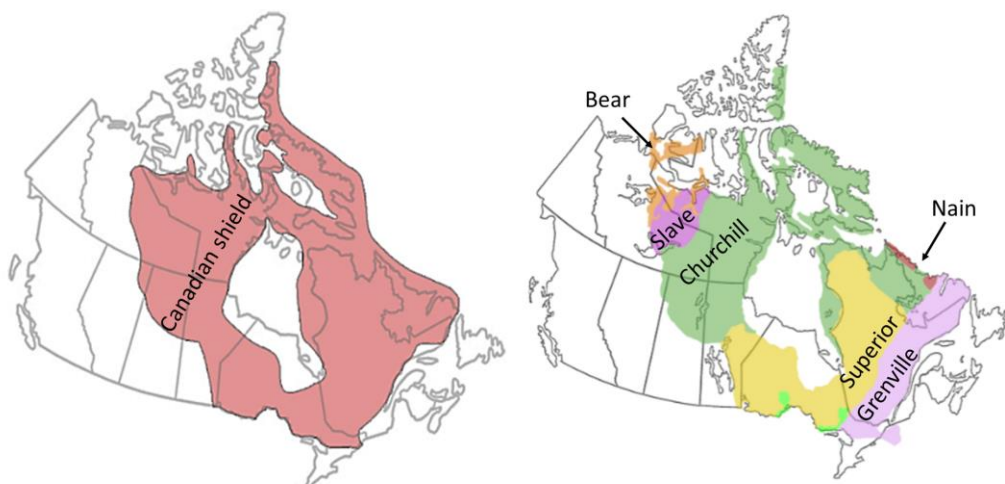 Canadian shield
Bear
Slave
Churchill
Nain
Superior
Grenville